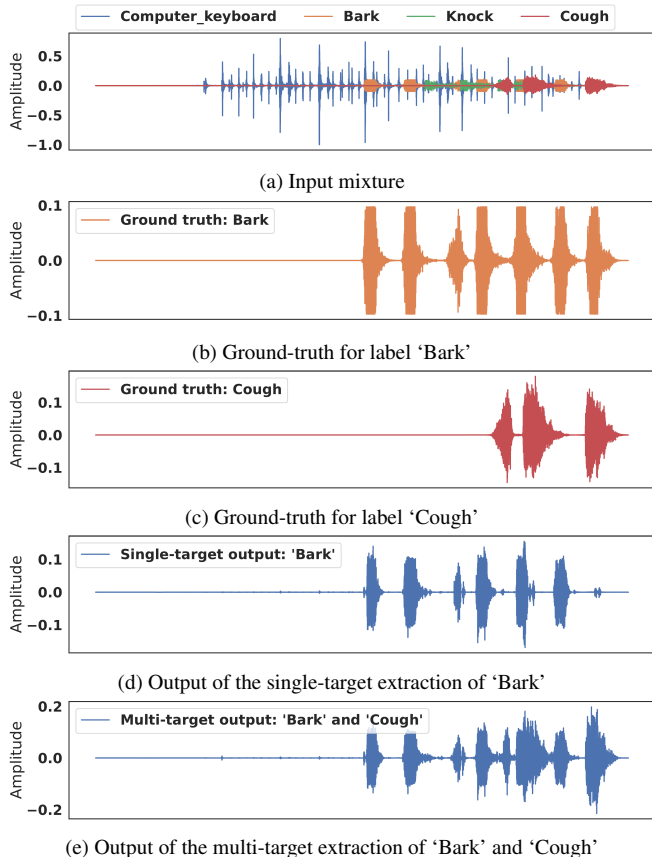 Computer_keyboard Bark Knock Cough
Amplitude
0.5
0.0
−0.5
−1.0
(a) Input mixture
Amplitude
0.1
0.0
−0.1
Ground truth: Bark
(b) Ground-truth for label ‘Bark’
Amplitude
0.1
0.0
−0.1
Ground truth: Cough
(c) Ground-truth for label ‘Cough’
Amplitude
0.1
0.0
−0.1
Single-target output: 'Bark'
(d) Output of the single-target extraction of ‘Bark’
Amplitude
0.2
0.0
−0.2
Multi-target output: 'Bark' and 'Cough'
(e) Output of the multi-target extraction of ‘Bark’ and ‘Cough’